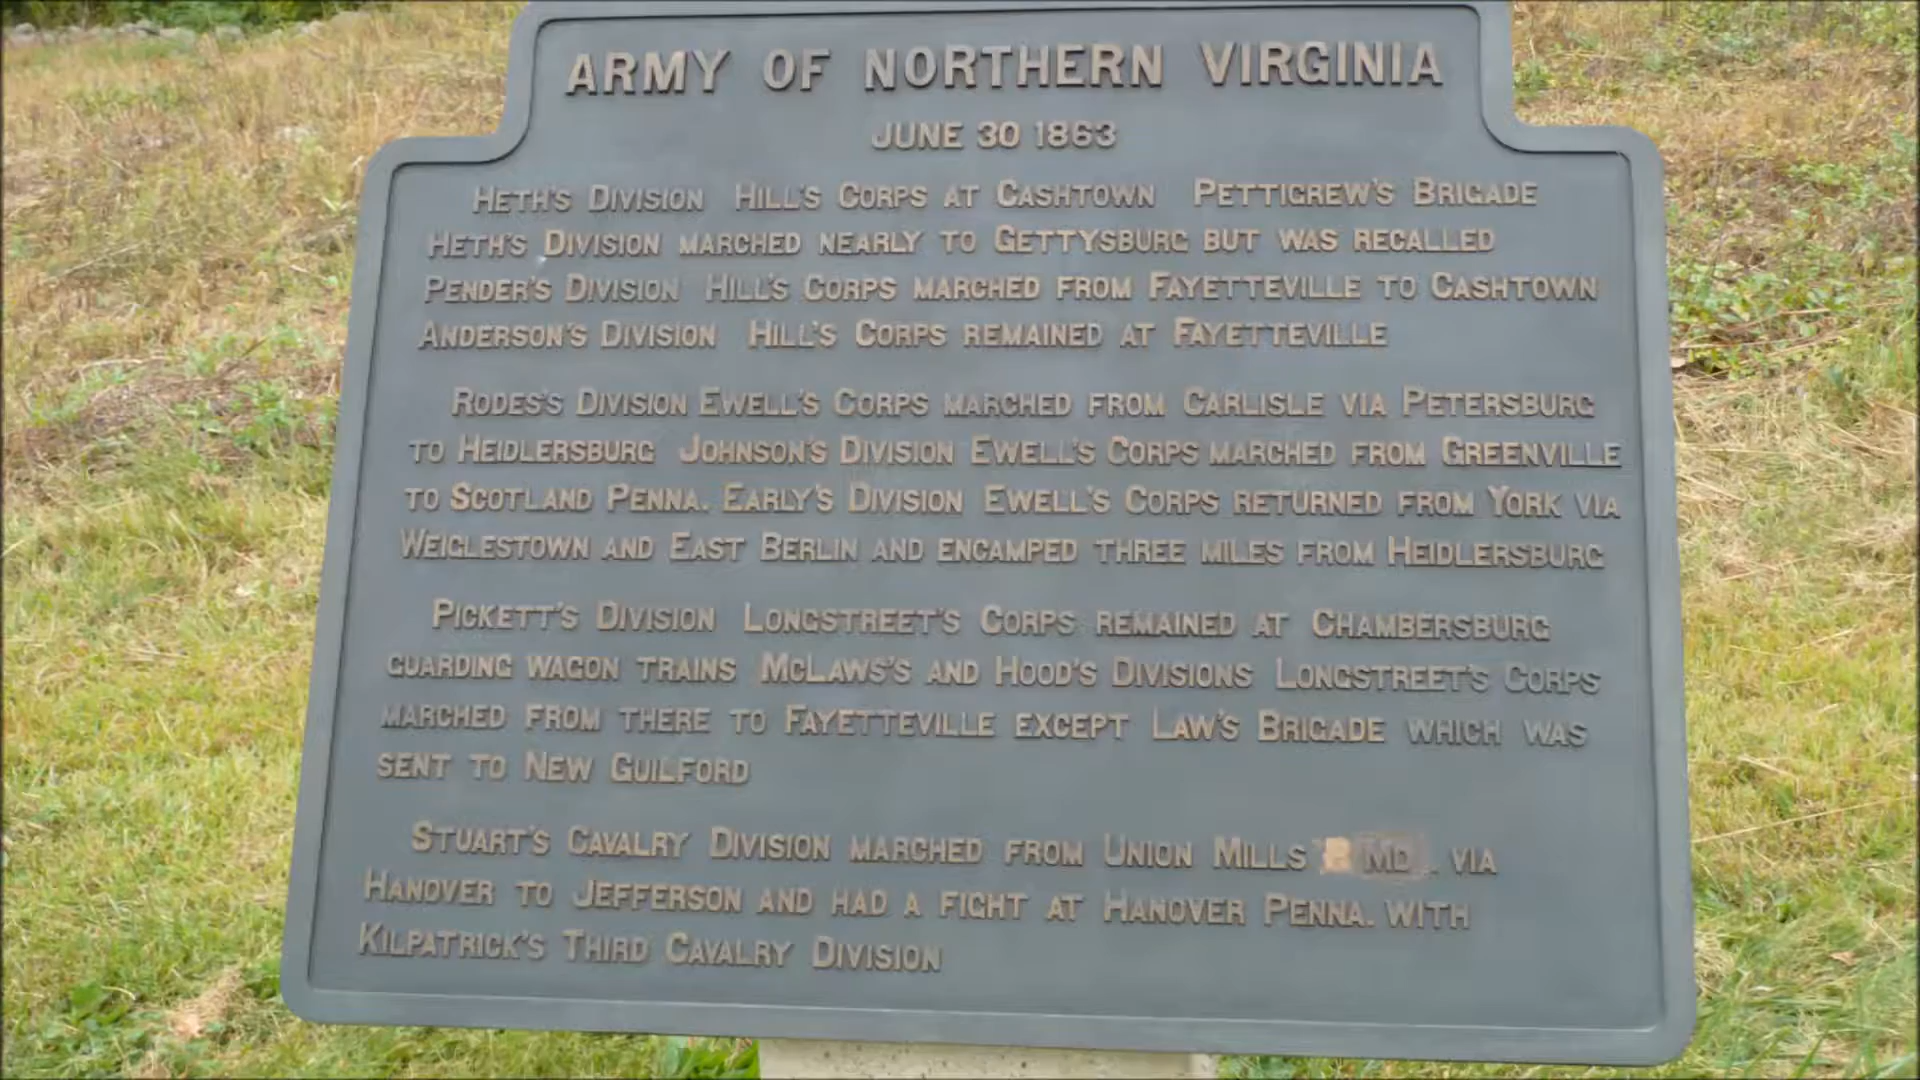 ARMY OF NORTHERN VIRGINIA
JUNE 30 1863
HETH'S DIVISION HILL'S CORPS AT CASHTOWN PETTIGREW'S BRIGADE
HETH'S DIVISION MARCHED NEARLY TO GETTYSBURG BUT WAS RECALLED
PENDER'S DIVISION HILL'S CORPS MARCHED FROM FAYETTEVILLE TO CASHTOWN
ANDERSON'S DIVISION HILL'S CORPS REMAINED AT FAYETTEVILLE
RODES'S DIVISION EWELL'S CORPS MARCHED FROM CARLISLE VIA PETERSBURG
TO HEIDLERSBURG JOHNSON'S DIVISION EWELL'S CORPS MARCHED FROM GREENVILLE
TO SCOTLAND PENNA. EARLY'S DIVISION EWELL'S CORPS RETURNED FROM YORK VIA
WEIGLESTOWN AND EAST BERLIN AND ENCAMPED THREE MILES FROM HEIDLERSBURG
PICKETT'S DIVISION LONGSTREET'S CORPS REMAINED AT CHAMBERSBURG
GUARDING WAGON TRAINS MCLAWS'S AND HOOD'S DIVISIONS LONGSTREET'S CORPS
MARCHED FROM THERE TO FAYETTEVILLE EXCEPT LAW'S BRIGADE WHICH WAS
SENT TO NEW GUILFORD
STUART'S CAVALRY DIVISION MARCHED FROM UNION MILLS MD. VIA
HANOVER TO JEFFERSON AND HAD A FIGHT AT HANOVER PENNA. WITH
KILPATRICK'S THIRD CAVALRY DIVISION